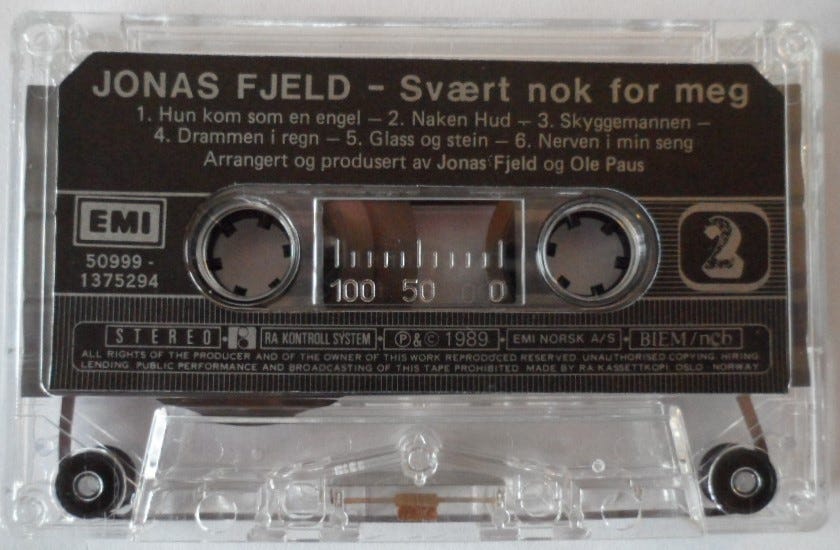 JONAS FJELD - Svært nok for meg
1. Hun kom som en engel – 2. Naken Hud – 3. Skyggemannen –
4. Drammen i regn – 5. Glass og stein – 6. Nerven i min seng
Arrangert og produsert av Jonas Fjeld og Ole Paus
EMI
50999 -
1375294
100 50 0 0
2
STEREO R RA KONTROLL SYSTEM ℗ & © 1989 EMI NORSK A/S BIEM/ncb
ALL RIGHTS OF THE PRODUCER AND OF THE OWNER OF THIS WORK REPRODUCED RESERVED. UNAUTHORISED COPYING. HIRING
LENDING. PUBLIC PERFORMANCE AND BROADCASTING OF THIS TAPE PROHIBITED. MADE BY RA KASSETTKOPI. OSLO - NORWAY